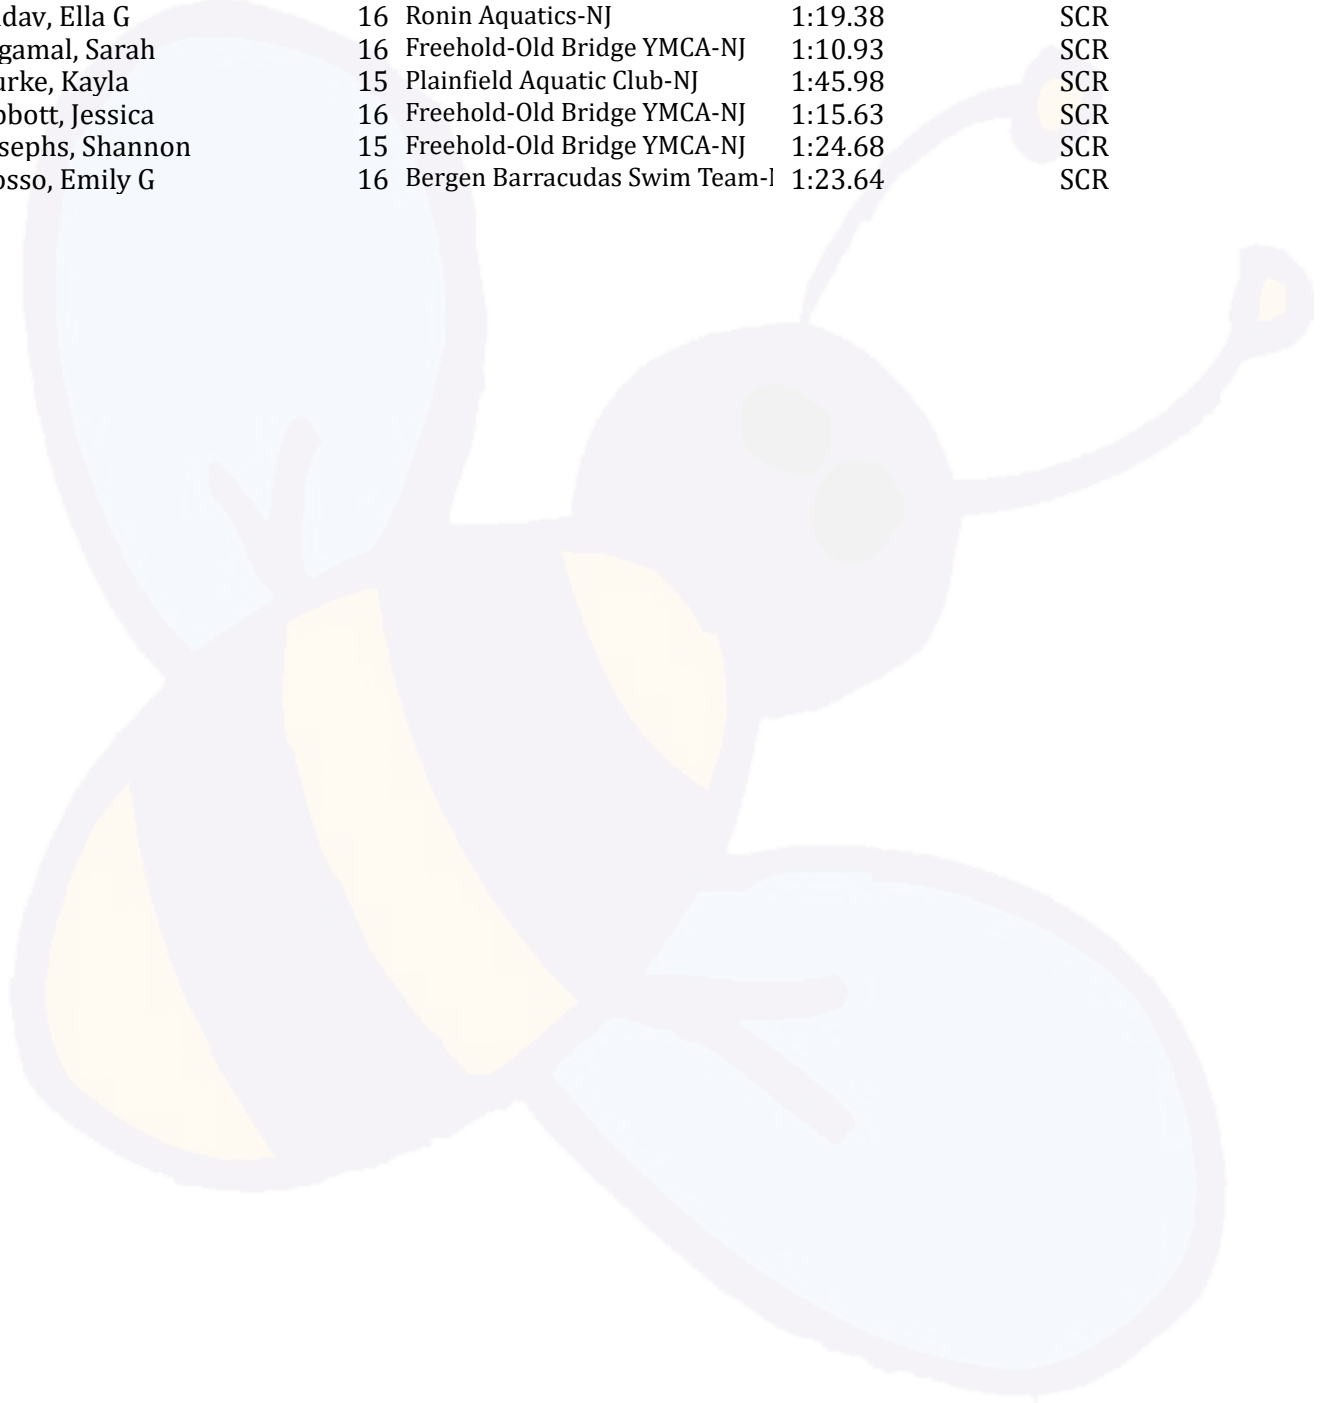 dav, Ella G 16 Ronin Aquatics-NJ 1:19.38 SCR
gamal, Sarah 16 Freehold-Old Bridge YMCA-NJ 1:10.93 SCR
urke, Kayla 15 Plainfield Aquatic Club-NJ 1:45.98 SCR
bbott, Jessica 16 Freehold-Old Bridge YMCA-NJ 1:15.63 SCR
sephs, Shannon 15 Freehold-Old Bridge YMCA-NJ 1:24.68 SCR
osso, Emily G 16 Bergen Barracudas Swim Team- 1:23.64 SCR